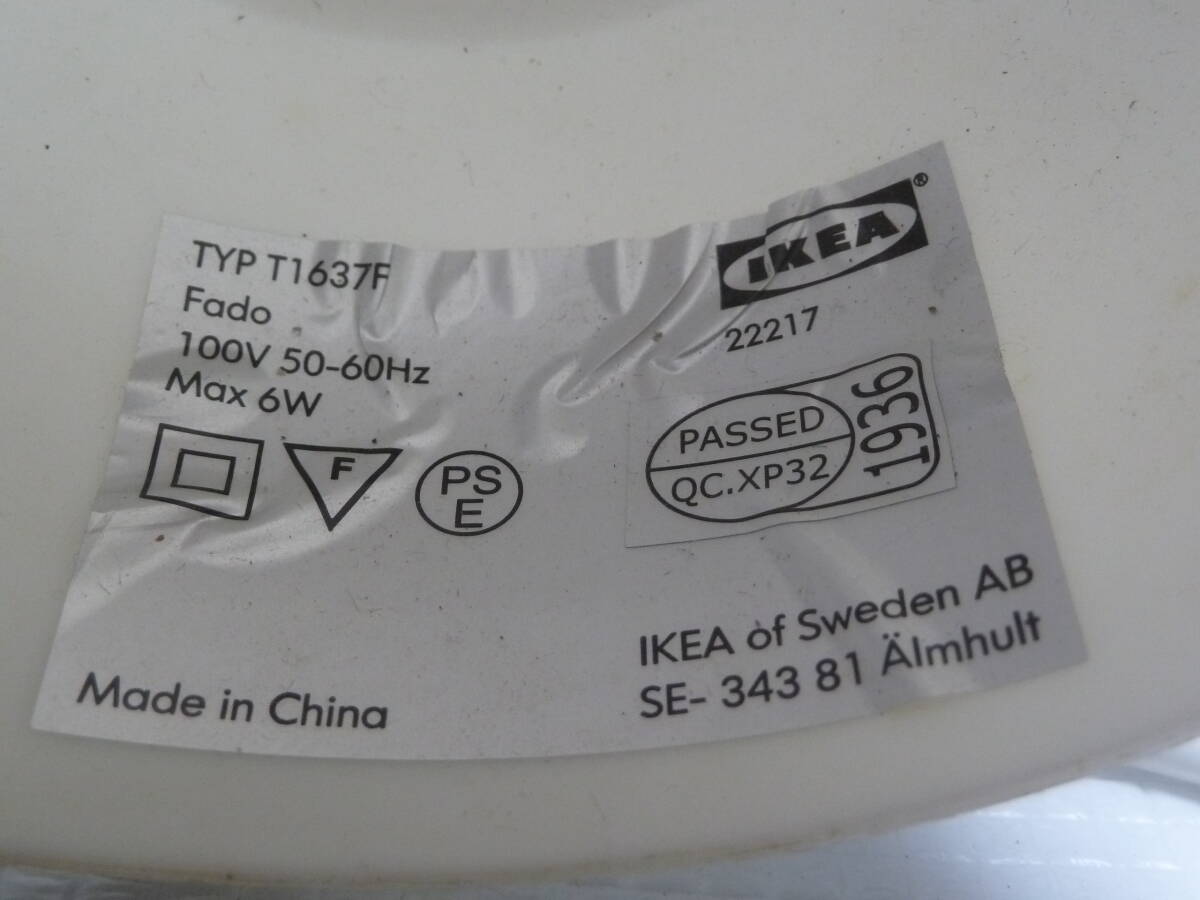 TYP T1637F
Fado
100V 50-60Hz
Max 6W
F
PS
E
Made in China
IKEA®
22217
PASSED
QC.XP32
1936
IKEA of Sweden AB
SE- 343 81 Älmhult